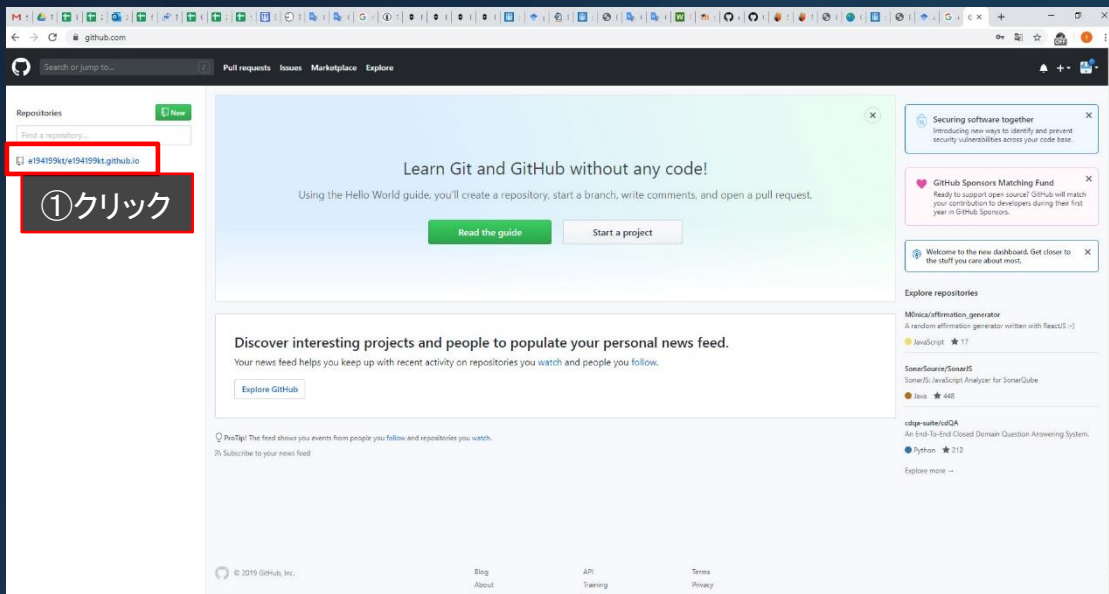 github.com
Search or jump to...
Pull requests Issues Marketplace Explore
Repositories
New
Find a repository...
e194199kt/e194199kt.github.io
①クリック
Learn Git and GitHub without any code!
Using the Hello World guide, you'll create a repository, start a branch, write comments, and open a pull request.
Read the guide
Start a project
Discover interesting projects and people to populate your personal news feed.
Your news feed helps you keep up with recent activity on repositories you watch and people you follow.
Explore GitHub
ProTip! The feed shows you events from people you follow and repositories you watch.
Subscribe to your news feed
Securing software together
Introducing new ways to identify and prevent
security vulnerabilities across your code base.
GitHub Sponsors Matching Fund
Ready to support open source? GitHub will match
your contribution to developers during their first
year in GitHub Sponsors.
Welcome to the new dashboard. Get closer to
the stuff you care about most.
Explore repositories
M0nica/affirmation_generator
A random affirmation generator written with ReactJS :-)
JavaScript ★ 17
SonarSource/SonarJS
SonarJS: JavaScript Analyzer for SonarQube
Java ★ 448
cdqa-suite/cdQA
An End-To-End Closed Domain Question Answering System.
Python ★ 212
Explore more →
© 2019 GitHub, Inc.
Blog
About
API
Training
Terms
Privacy